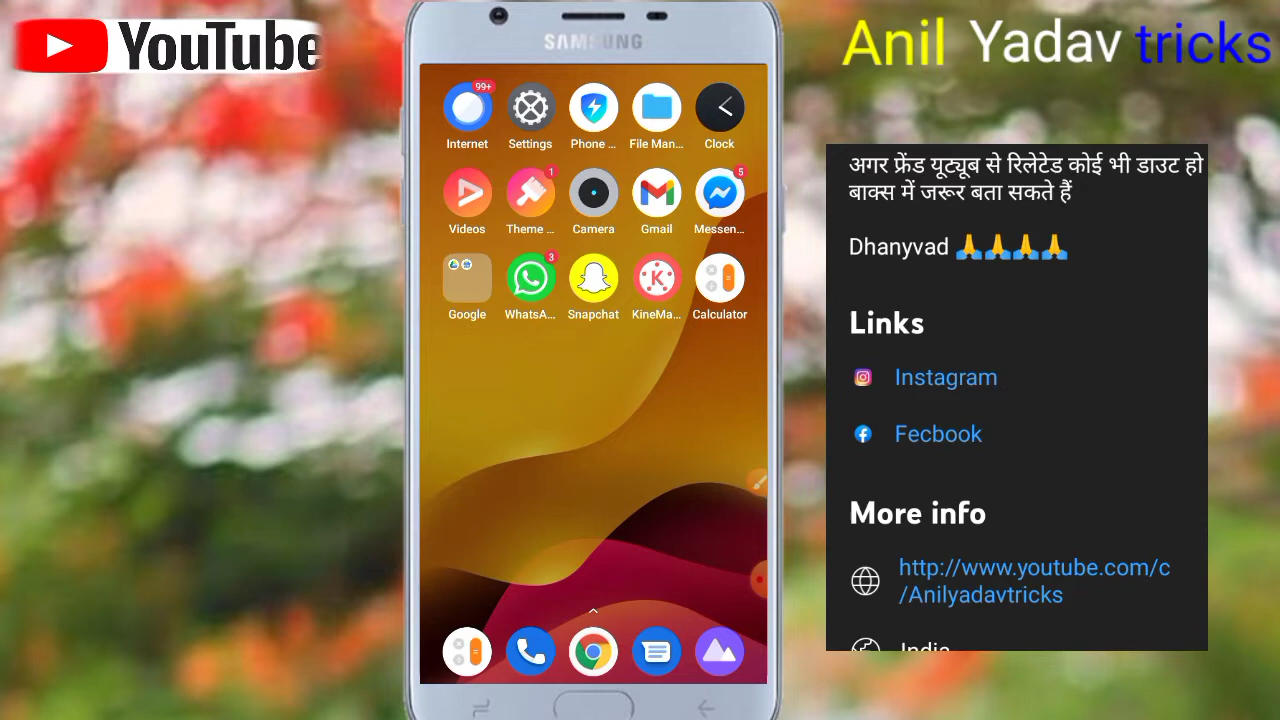 YouTube
SAMSUNG
Anil Yadav tricks
99+
Internet
Settings
Phone ...
File Man...
Clock
1
5
Videos
Theme ...
Camera
Gmail
Messen...
3
Google
WhatsA...
Snapchat
KineMa...
Calculator
अगर फ्रेंड यूट्यूब से रिलेटेड कोई भी डाउट हो
बाक्स में जरूर बता सकते हैं
Dhanyvad 🙏🙏🙏🙏
Links
Instagram
Fecbook
More info
http://www.youtube.com/c
/Anilyadavtricks
India